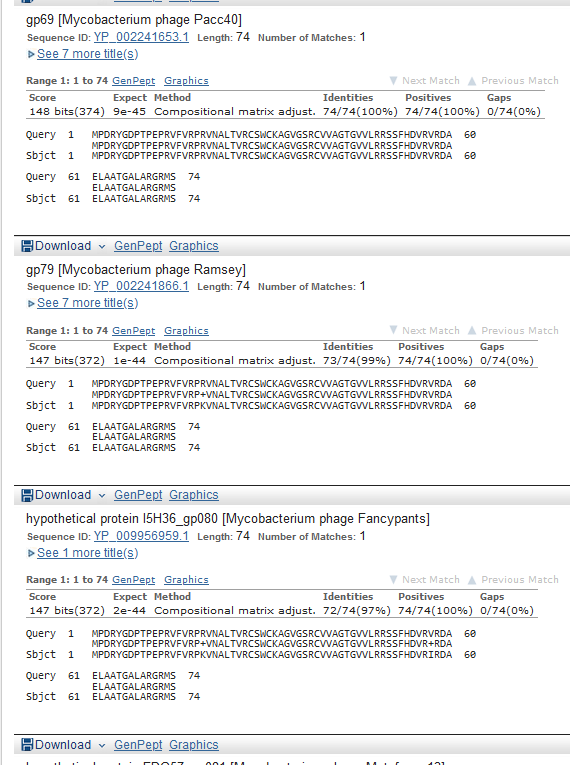 gp69 [Mycobacterium phage Pacc40]
Sequence ID: YP_002241653.1 Length: 74 Number of Matches: 1
See 7 more title(s)
Range 1: 1 to 74 GenPept Graphics Next Match Previous Match
Score Expect Method Identities Positives Gaps
148 bits(374) 9e-45 Compositional matrix adjust. 74/74(100%) 74/74(100%) 0/74(0%)
Query 1 MPDRYGDPTPEPRVFVRPRVNALTVRCSWCKAGVGSRCVVAGTGVVLRRSSFHDVRVRDA 60
MPDRYGDPTPEPRVFVRPRVNALTVRCSWCKAGVGSRCVVAGTGVVLRRSSFHDVRVRDA
Sbjct 1 MPDRYGDPTPEPRVFVRPRVNALTVRCSWCKAGVGSRCVVAGTGVVLRRSSFHDVRVRDA 60
Query 61 ELAATGALARGRMS 74
ELAATGALARGRMS
Sbjct 61 ELAATGALARGRMS 74
Download GenPept Graphics
gp79 [Mycobacterium phage Ramsey]
Sequence ID: YP_002241866.1 Length: 74 Number of Matches: 1
See 7 more title(s)
Range 1: 1 to 74 GenPept Graphics Next Match Previous Match
Score Expect Method Identities Positives Gaps
147 bits(372) 1e-44 Compositional matrix adjust. 73/74(99%) 74/74(100%) 0/74(0%)
Query 1 MPDRYGDPTPEPRVFVRPRVNALTVRCSWCKAGVGSRCVVAGTGVVLRRSSFHDVRVRDA 60
MPDRYGDPTPEPRVFVRP+VNALTVRCSWCKAGVGSRCVVAGTGVVLRRSSFHDVRVRDA
Sbjct 1 MPDRYGDPTPEPRVFVRPKVNALTVRCSWCKAGVGSRCVVAGTGVVLRRSSFHDVRVRDA 60
Query 61 ELAATGALARGRMS 74
ELAATGALARGRMS
Sbjct 61 ELAATGALARGRMS 74
Download GenPept Graphics
hypothetical protein I5H36_gp080 [Mycobacterium phage Fancypants]
Sequence ID: YP_009956959.1 Length: 74 Number of Matches: 1
See 1 more title(s)
Range 1: 1 to 74 GenPept Graphics Next Match Previous Match
Score Expect Method Identities Positives Gaps
147 bits(372) 2e-44 Compositional matrix adjust. 72/74(97%) 74/74(100%) 0/74(0%)
Query 1 MPDRYGDPTPEPRVFVRPRVNALTVRCSWCKAGVGSRCVVAGTGVVLRRSSFHDVRVRDA 60
MPDRYGDPTPEPRVFVRP+VNALTVRCSWCKAGVGSRCVVAGTGVVLRRSSFHDVR+RDA
Sbjct 1 MPDRYGDPTPEPRVFVRPKVNALTVRCSWCKAGVGSRCVVAGTGVVLRRSSFHDVRIRDA 60
Query 61 ELAATGALARGRMS 74
ELAATGALARGRMS
Sbjct 61 ELAATGALARGRMS 74
Download GenPept Graphics